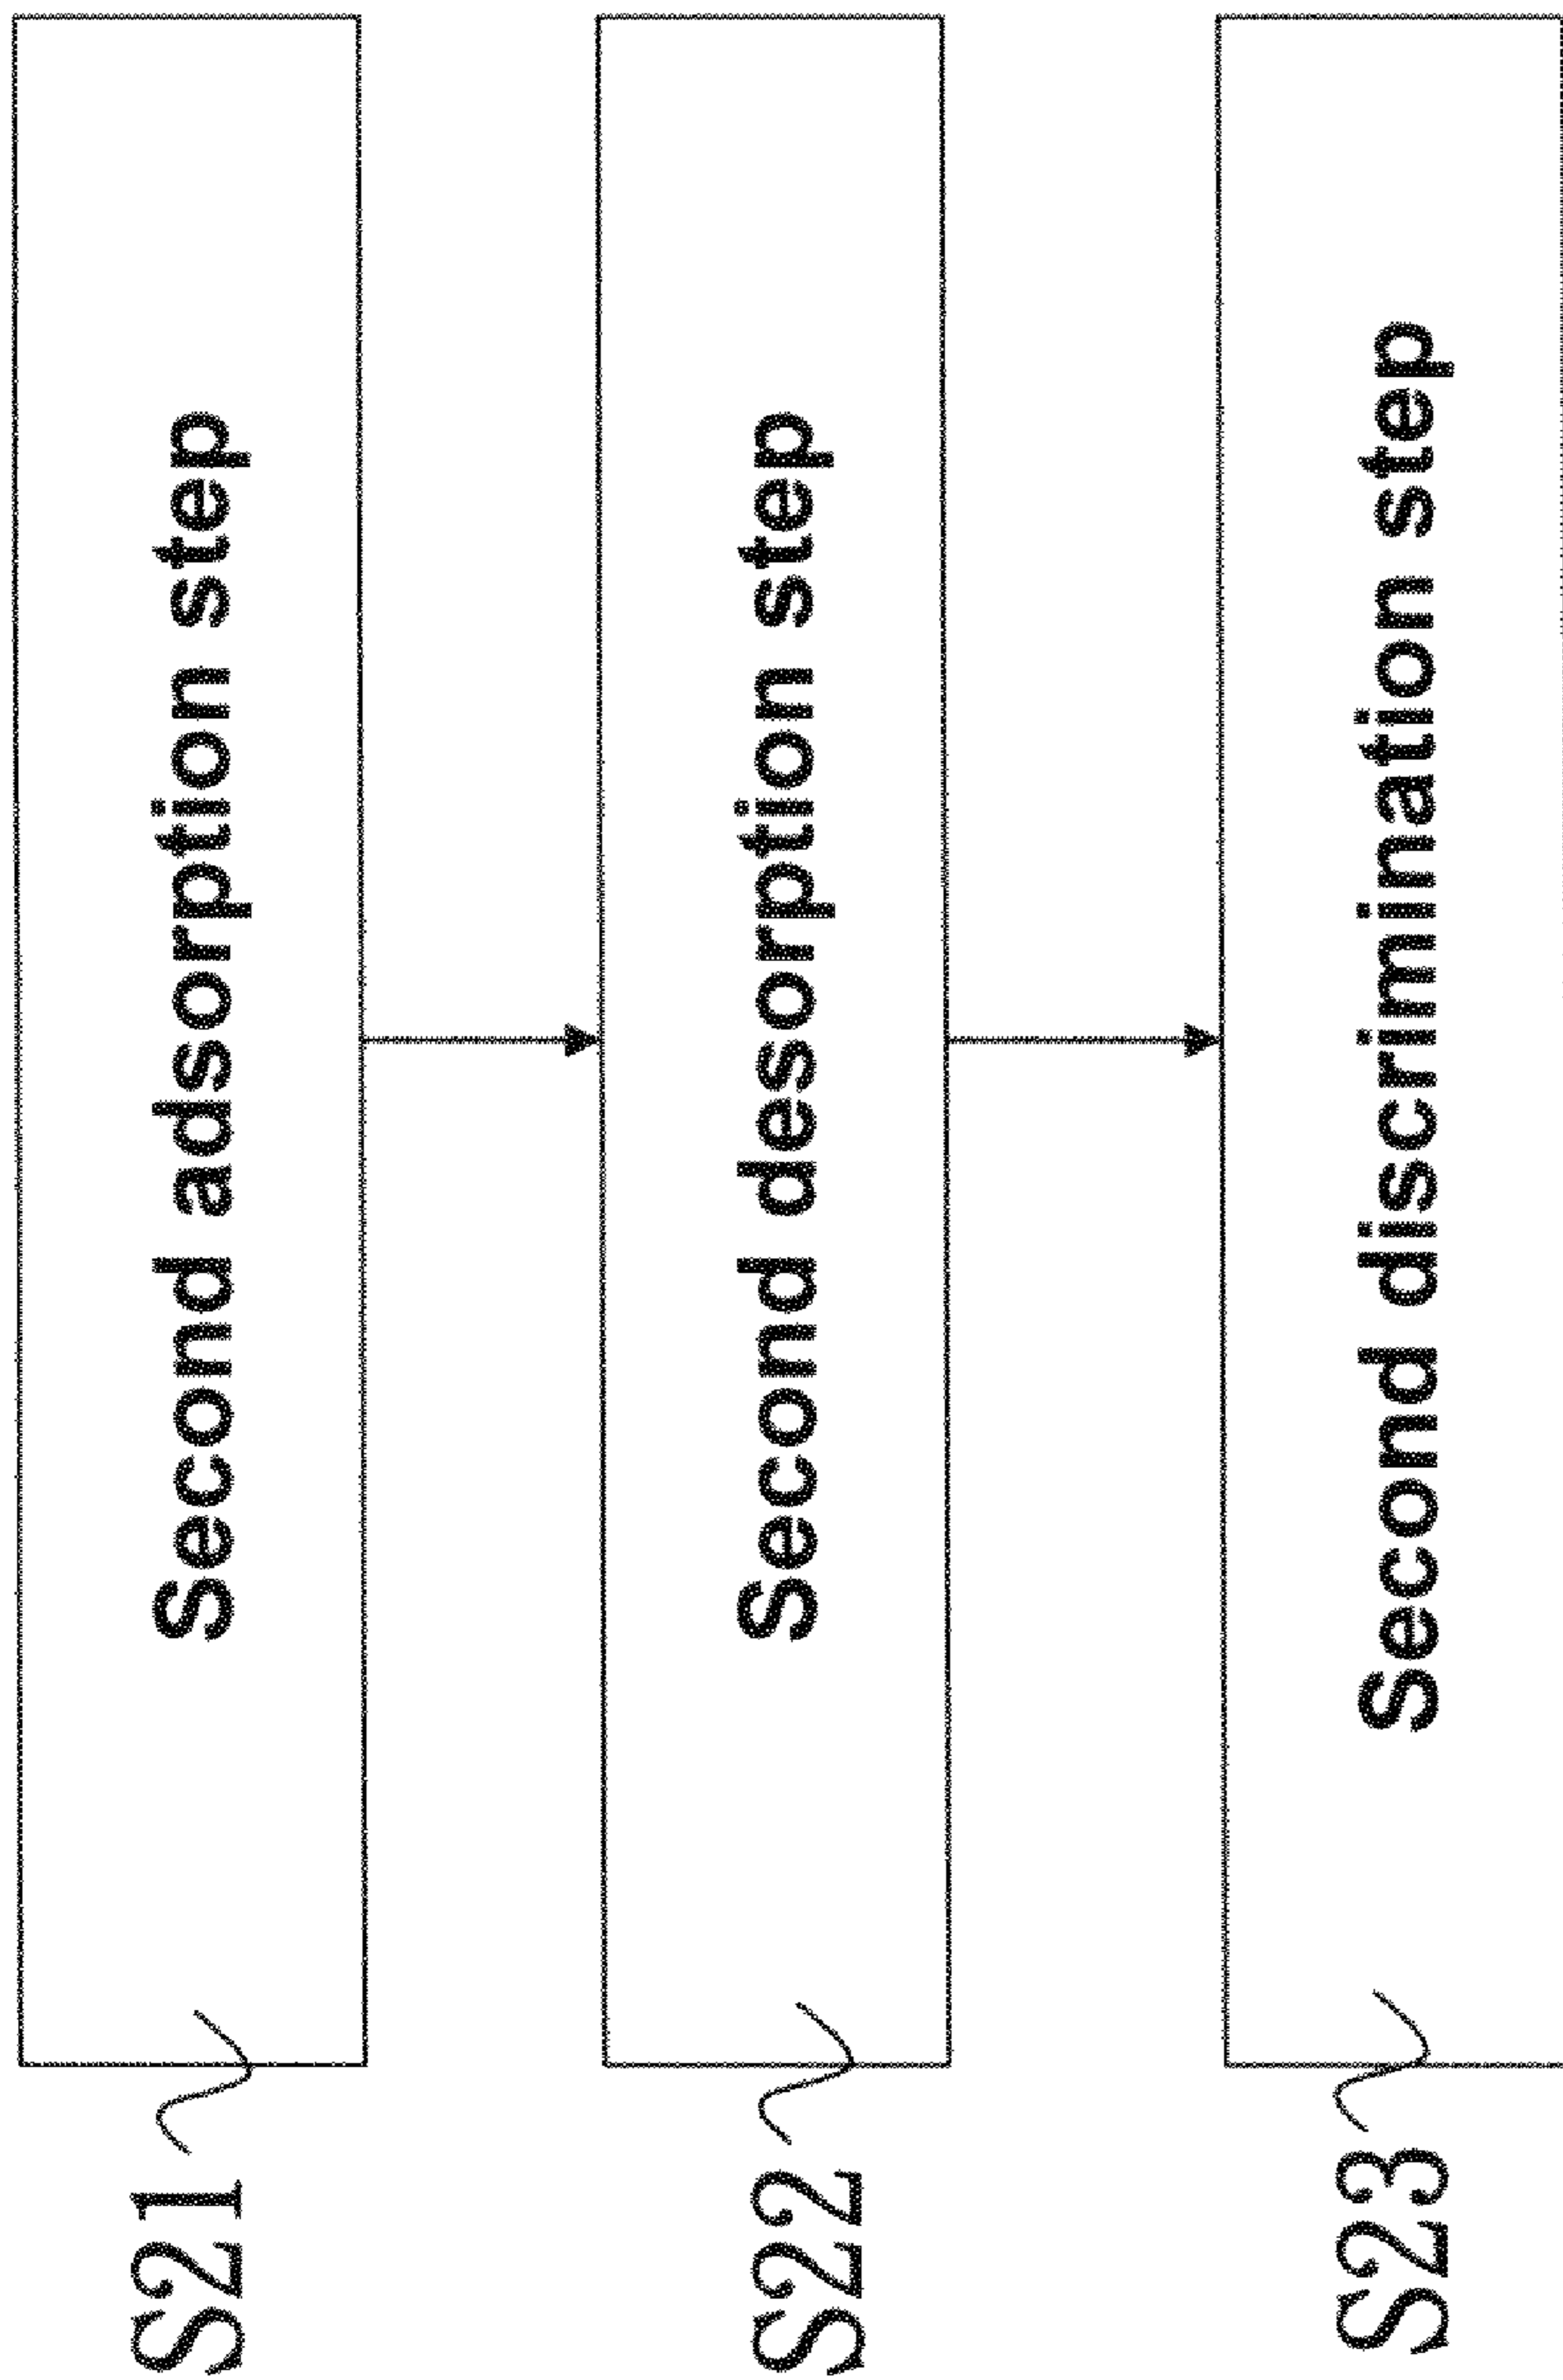 S21
Second adsorption step
S22
Second desorption step
S23
Second discrimination step